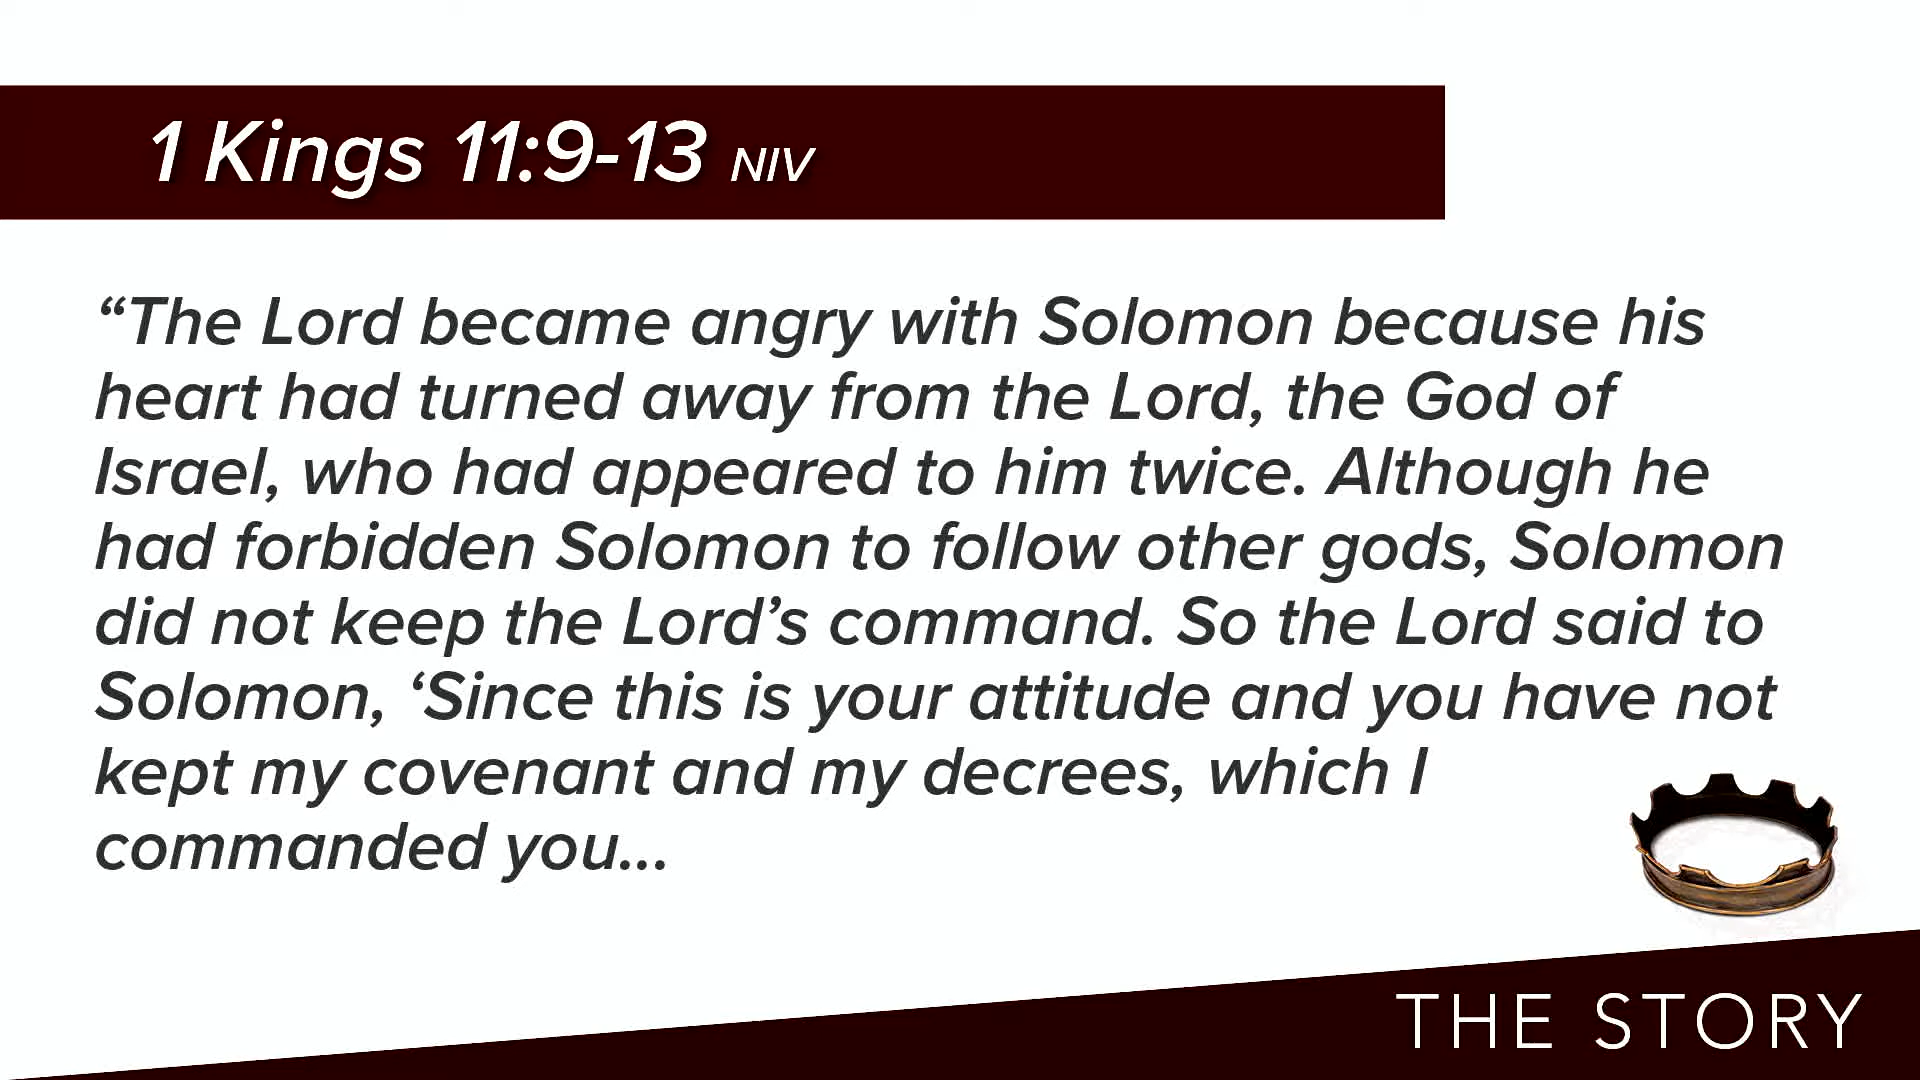 1 Kings 11:9-13 NIV
“The Lord became angry with Solomon because his
heart had turned away from the Lord, the God of
Israel, who had appeared to him twice. Although he
had forbidden Solomon to follow other gods, Solomon
did not keep the Lord’s command. So the Lord said to
Solomon, ‘Since this is your attitude and you have not
kept my covenant and my decrees, which I
commanded you...
THE STORY